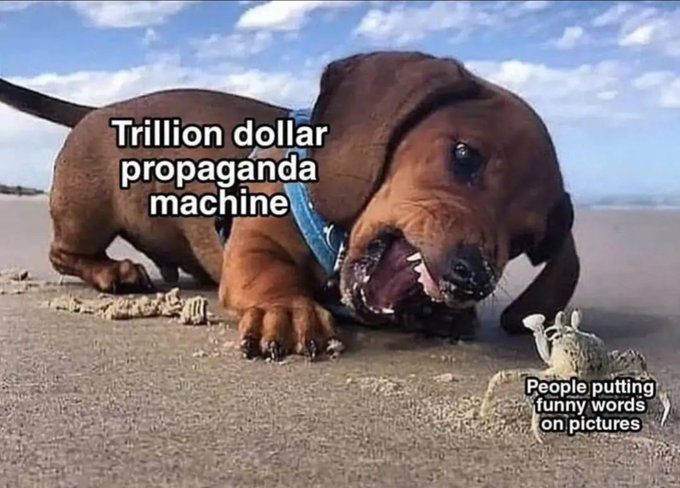 Trillion dollar
propaganda
machine
People putting
funny words
on pictures